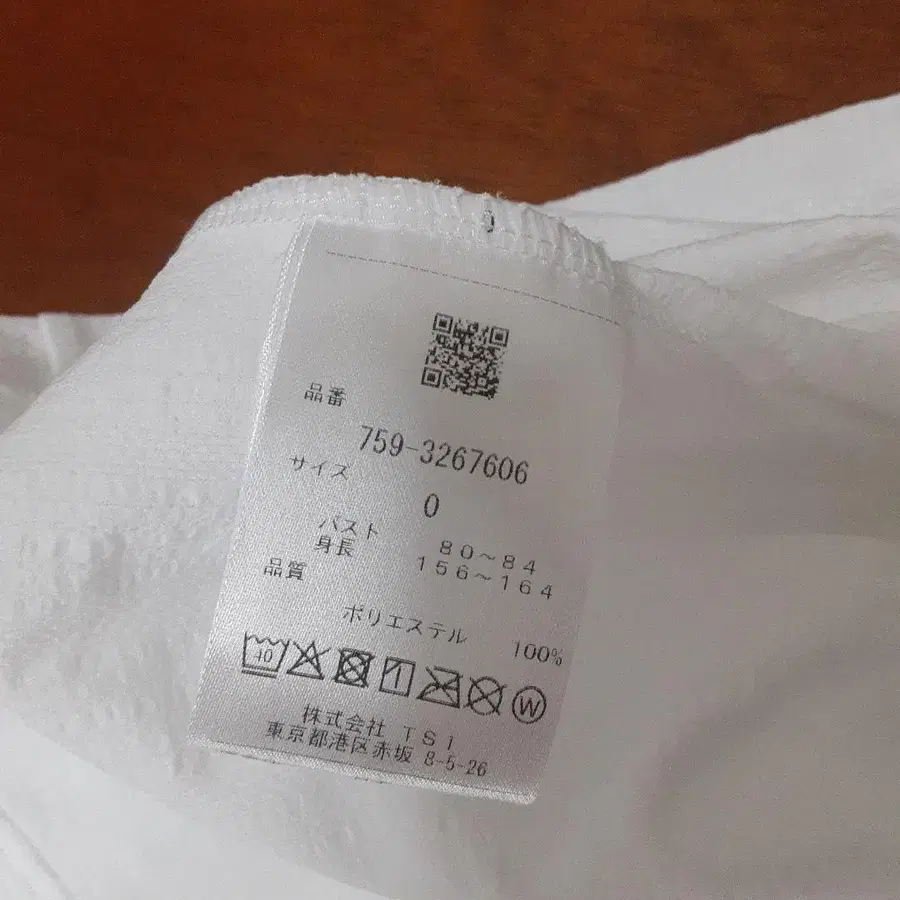 品番
759-3267606
サイズ
0
バスト 80～84
身長 156～164
品質
ポリエステル 100%
40
W
株式会社 TSI
東京都港区赤坂 8-5-26